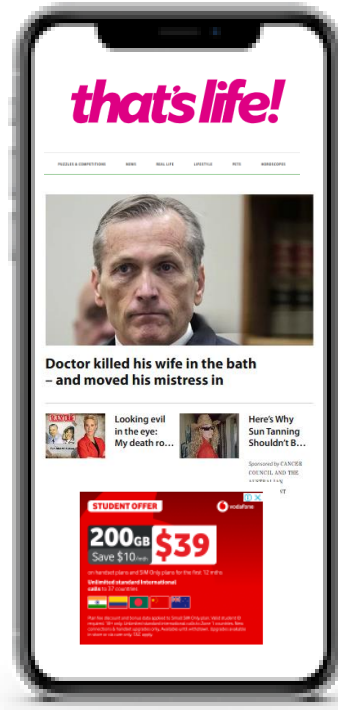 that's life!
PUZZLES & COMPETITIONS NEWS REAL LIFE LIFESTYLE PETS HOROSCOPES
Doctor killed his wife in the bath
– and moved his mistress in
Looking evil
in the eye:
My death ro...
Here's Why
Sun Tanning
Shouldn't B...
Sponsored by CANCER
COUNCIL AND THE
STUDENT OFFER
vodafone
200GB
Save $10/mth
$39
on handset plans and SIM Only plans for the first 12 mths
Unlimited standard International
calls to 37 countries